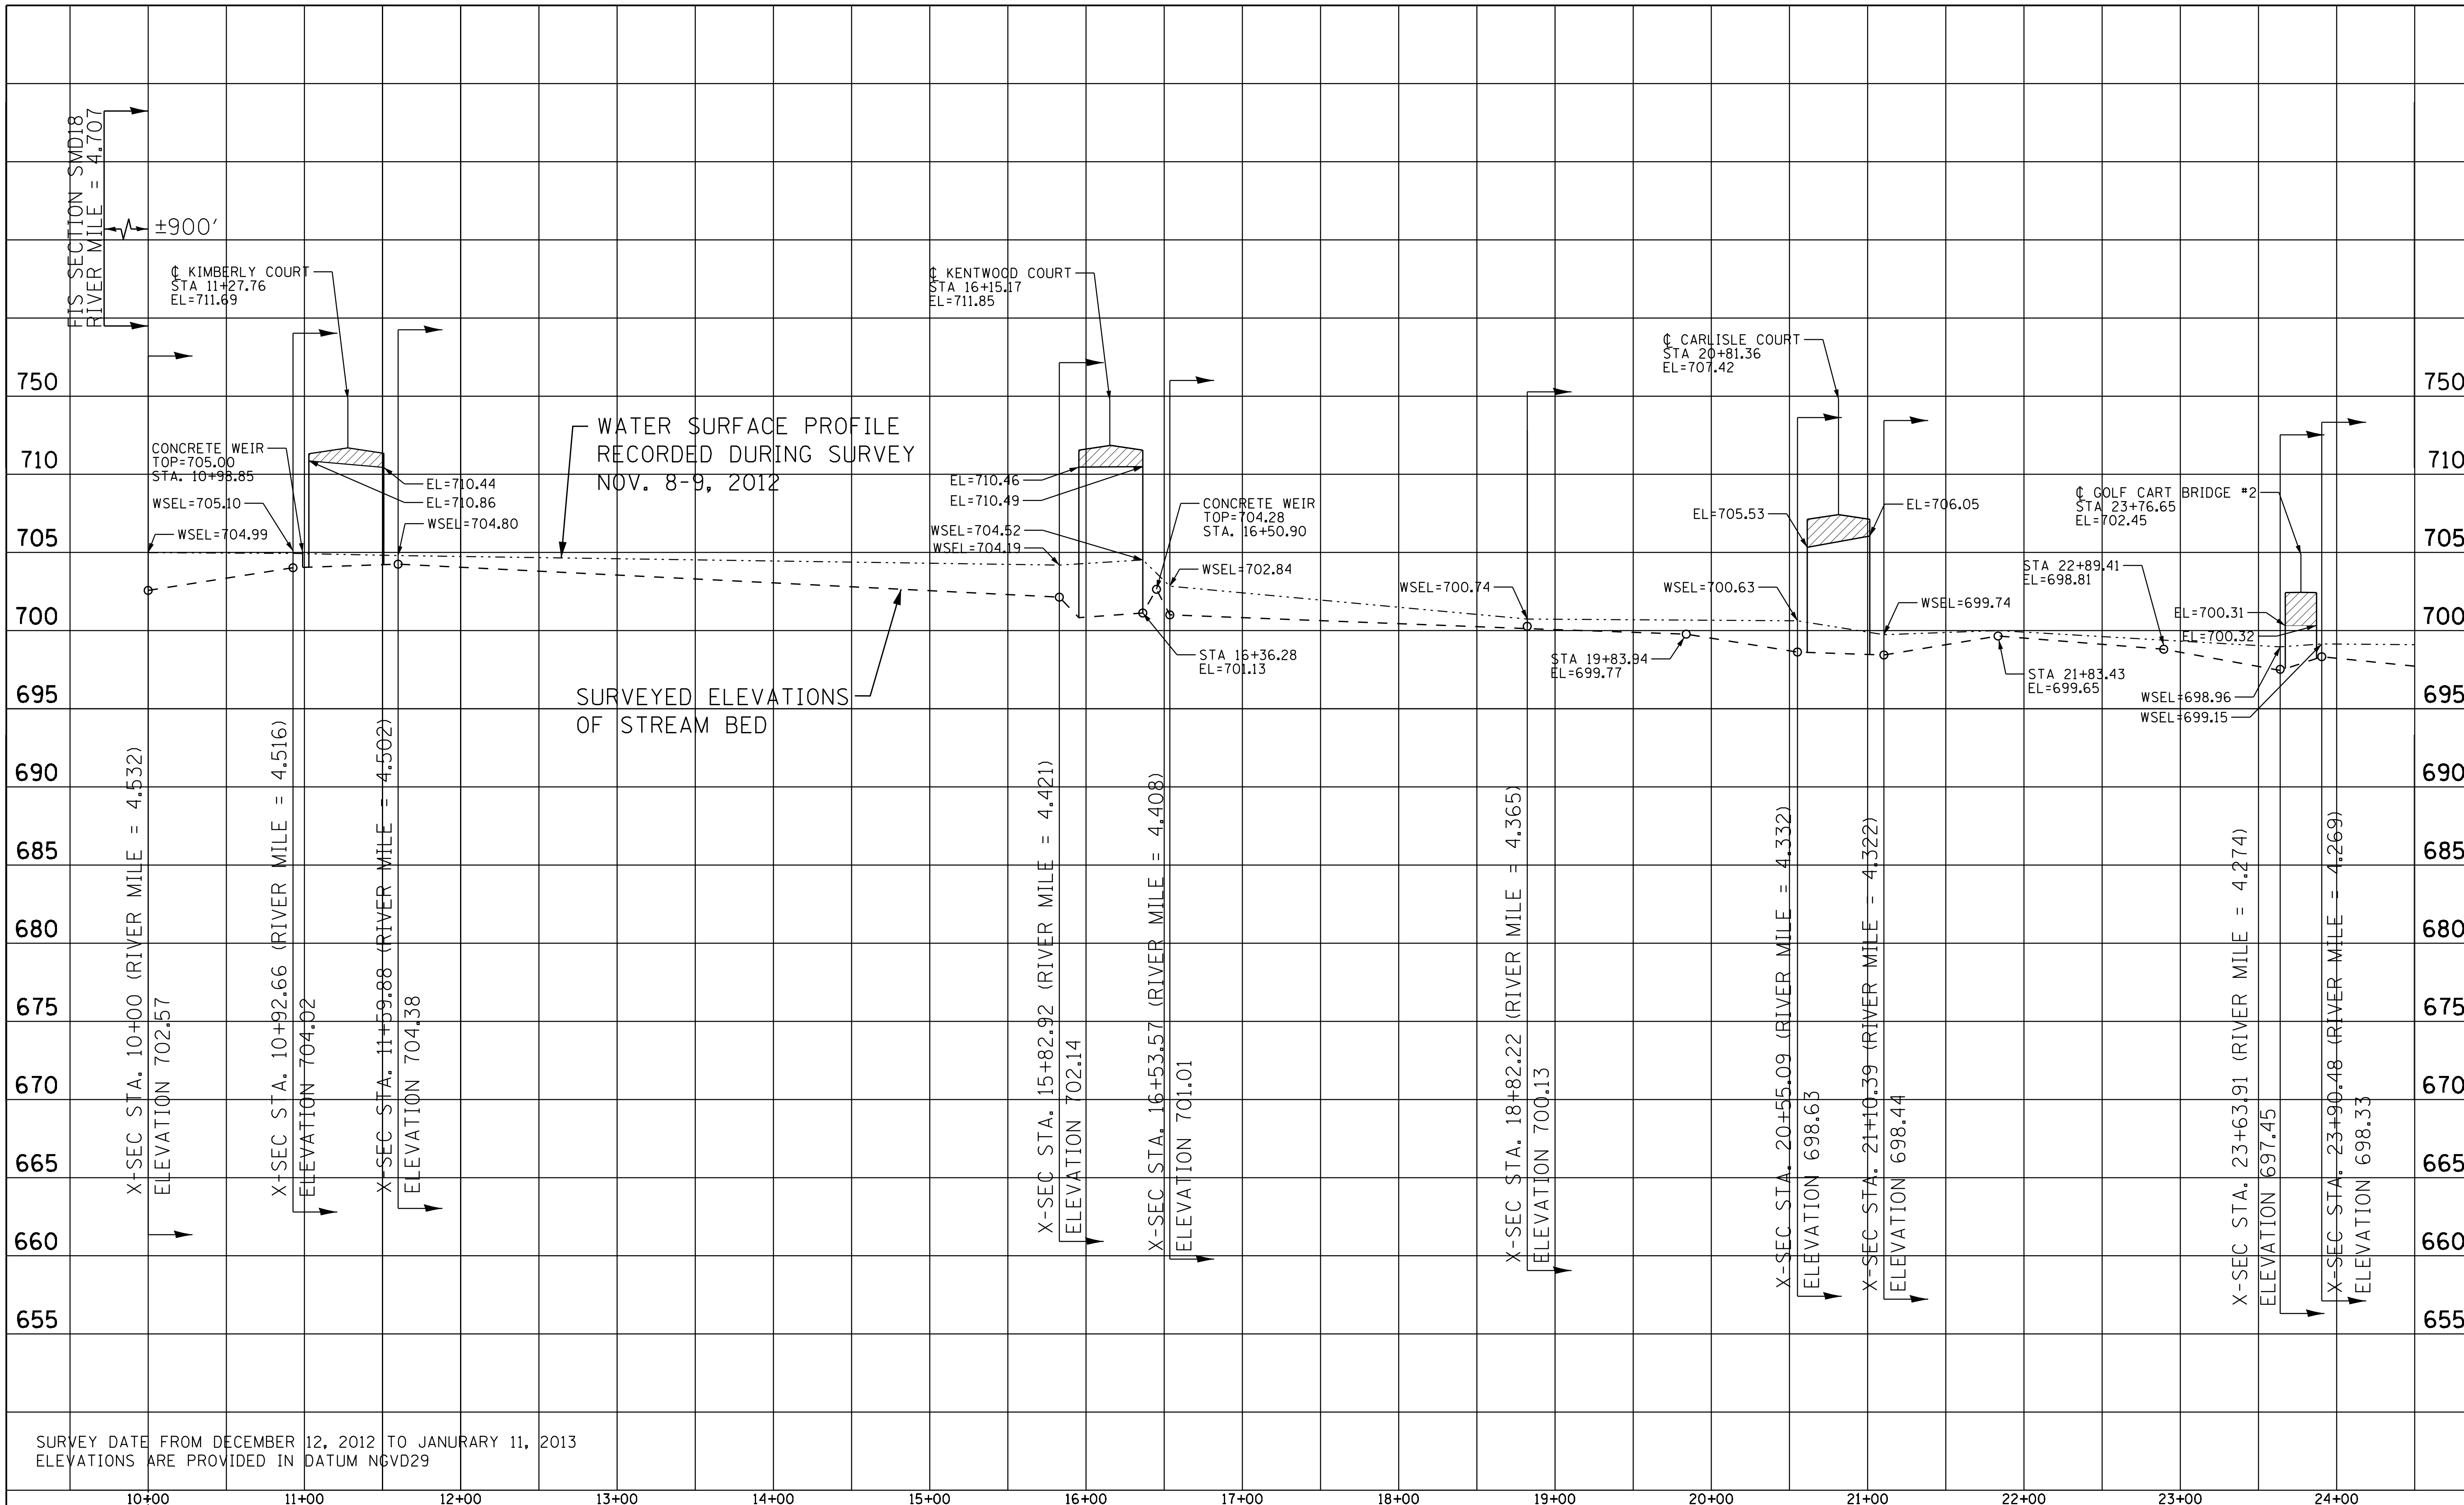 FIS SECTION SMD18
RIVER MILE = 4.707
±900'
℄ KIMBERLY COURT
STA 11+27.76
EL=711.69
℄ KENTWOOD COURT
STA 16+15.17
EL=711.85
℄ CARLISLE COURT
STA 20+81.36
EL=707.42
℄ GOLF CART BRIDGE #2
STA 23+76.65
EL=702.45
750
750
710
710
705
705
700
700
695
695
690
690
685
685
680
680
675
675
670
670
665
665
660
660
655
655
CONCRETE WEIR
TOP=705.00
STA. 10+98.85
WSEL=705.10
WSEL=704.99
EL=710.44
EL=710.86
WSEL=704.80
WATER SURFACE PROFILE
RECORDED DURING SURVEY
NOV. 8-9, 2012
SURVEYED ELEVATIONS
OF STREAM BED
EL=710.46
EL=710.49
WSEL=704.52
WSEL=704.19
CONCRETE WEIR
TOP=704.28
STA. 16+50.90
WSEL=702.84
STA 16+36.28
EL=701.13
WSEL=700.74
STA 19+83.94
EL=699.77
EL=705.53
EL=706.05
WSEL=700.63
WSEL=699.74
STA 21+83.43
EL=699.65
STA 22+89.41
EL=698.81
EL=700.31
EL=700.32
WSEL=698.96
WSEL=699.15
X-SEC STA. 10+00 (RIVER MILE = 4.532)
ELEVATION 702.57
X-SEC STA. 10+92.66 (RIVER MILE = 4.516)
ELEVATION 704.02
X-SEC STA. 11+59.88 (RIVER MILE = 4.502)
ELEVATION 704.38
X-SEC STA. 15+82.92 (RIVER MILE = 4.421)
ELEVATION 702.14
X-SEC STA. 16+53.57 (RIVER MILE = 4.408)
ELEVATION 701.01
X-SEC STA. 18+82.22 (RIVER MILE = 4.365)
ELEVATION 700.13
X-SEC STA. 20+55.09 (RIVER MILE = 4.332)
ELEVATION 698.63
X-SEC STA. 21+10.39 (RIVER MILE = 4.322)
ELEVATION 698.44
X-SEC STA. 23+63.91 (RIVER MILE = 4.274)
ELEVATION 697.45
X-SEC STA. 23+90.48 (RIVER MILE = 4.269)
ELEVATION 698.33
SURVEY DATE FROM DECEMBER 12, 2012 TO JANURARY 11, 2013
ELEVATIONS ARE PROVIDED IN DATUM NGVD29
10+00 11+00 12+00 13+00 14+00 15+00 16+00 17+00 18+00 19+00 20+00 21+00 22+00 23+00 24+00